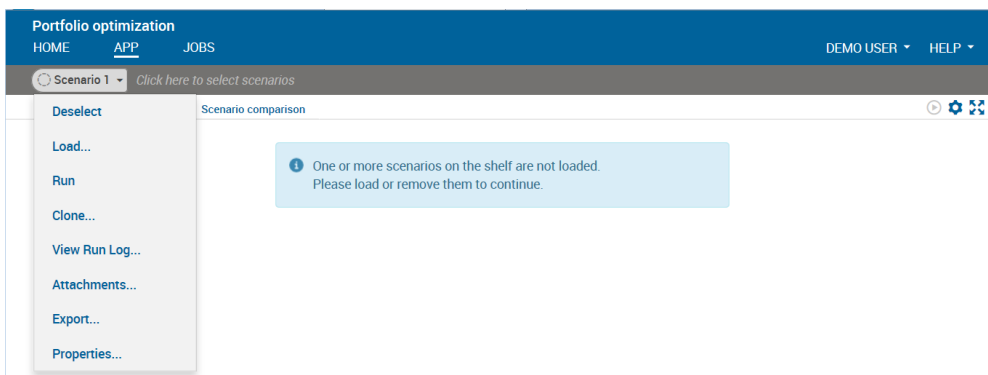 Portfolio optimization
HOME APP JOBS DEMO USER HELP
Scenario 1 Click here to select scenarios
Deselect
Scenario comparison
Load...
One or more scenarios on the shelf are not loaded.
Please load or remove them to continue.
Run
Clone...
View Run Log...
Attachments...
Export...
Properties...